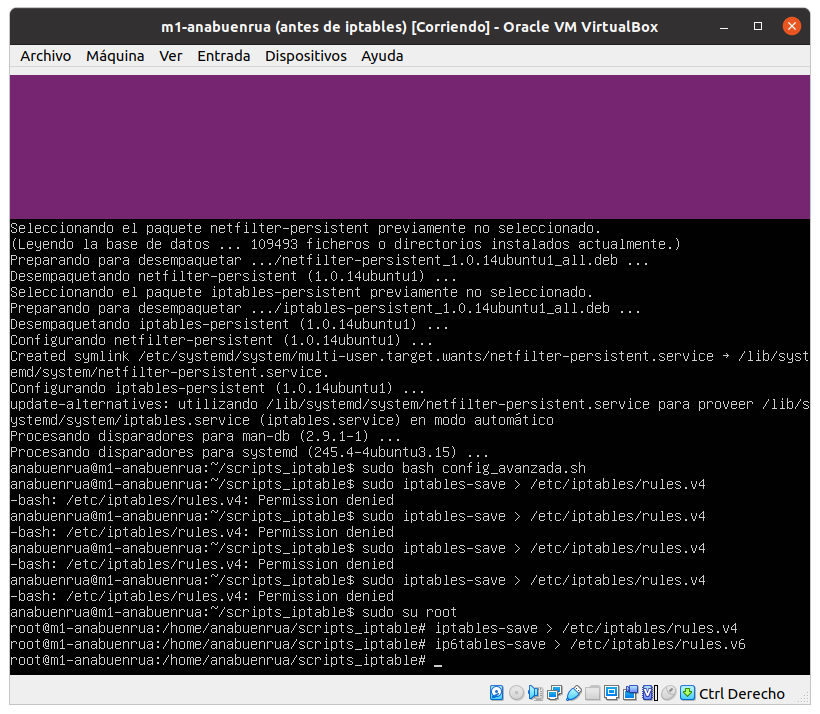 m1-anabuenrua (antes de iptables) [Corriendo] - Oracle VM VirtualBox
Archivo Máquina Ver Entrada Dispositivos Ayuda
Seleccionando el paquete netfilter-persistent previamente no seleccionado.
(Leyendo la base de datos ... 109493 ficheros o directorios instalados actualmente.)
Preparando para desempaquetar .../netfilter-persistent_1.0.14ubuntu1_all.deb ...
Desempaquetando netfilter-persistent (1.0.14ubuntu1) ...
Seleccionando el paquete iptables-persistent previamente no seleccionado.
Preparando para desempaquetar .../iptables-persistent_1.0.14ubuntu1_all.deb ...
Desempaquetando iptables-persistent (1.0.14ubuntu1) ...
Configurando netfilter-persistent (1.0.14ubuntu1) ...
Created symlink /etc/systemd/system/multi-user.target.wants/netfilter-persistent.service → /lib/syst
emd/system/netfilter-persistent.service.
Configurando iptables-persistent (1.0.14ubuntu1) ...
update-alternatives: utilizando /lib/systemd/system/netfilter-persistent.service para proveer /lib/s
ystemd/system/iptables.service (iptables.service) en modo automático
Procesando disparadores para man-db (2.9.1-1) ...
Procesando disparadores para systemd (245.4-4ubuntu3.15) ...
anabuenrua@m1-anabuenrua:~/scripts_iptable$ sudo bash config_avanzada.sh
anabuenrua@m1-anabuenrua:~/scripts_iptable$ sudo iptables-save > /etc/iptables/rules.v4
-bash: /etc/iptables/rules.v4: Permission denied
anabuenrua@m1-anabuenrua:~/scripts_iptable$ sudo iptables-save > /etc/iptables/rules.v4
-bash: /etc/iptables/rules.v4: Permission denied
anabuenrua@m1-anabuenrua:~/scripts_iptable$ sudo iptables-save > /etc/iptables/rules.v4
-bash: /etc/iptables/rules.v4: Permission denied
anabuenrua@m1-anabuenrua:~/scripts_iptable$ sudo iptables-save > /etc/iptables/rules.v4
-bash: /etc/iptables/rules.v4: Permission denied
anabuenrua@m1-anabuenrua:~/scripts_iptable$ sudo su root
root@m1-anabuenrua:/home/anabuenrua/scripts_iptable# iptables-save > /etc/iptables/rules.v4
root@m1-anabuenrua:/home/anabuenrua/scripts_iptable# ip6tables-save > /etc/iptables/rules.v6
root@m1-anabuenrua:/home/anabuenrua/scripts_iptable# _
Ctrl Derecho